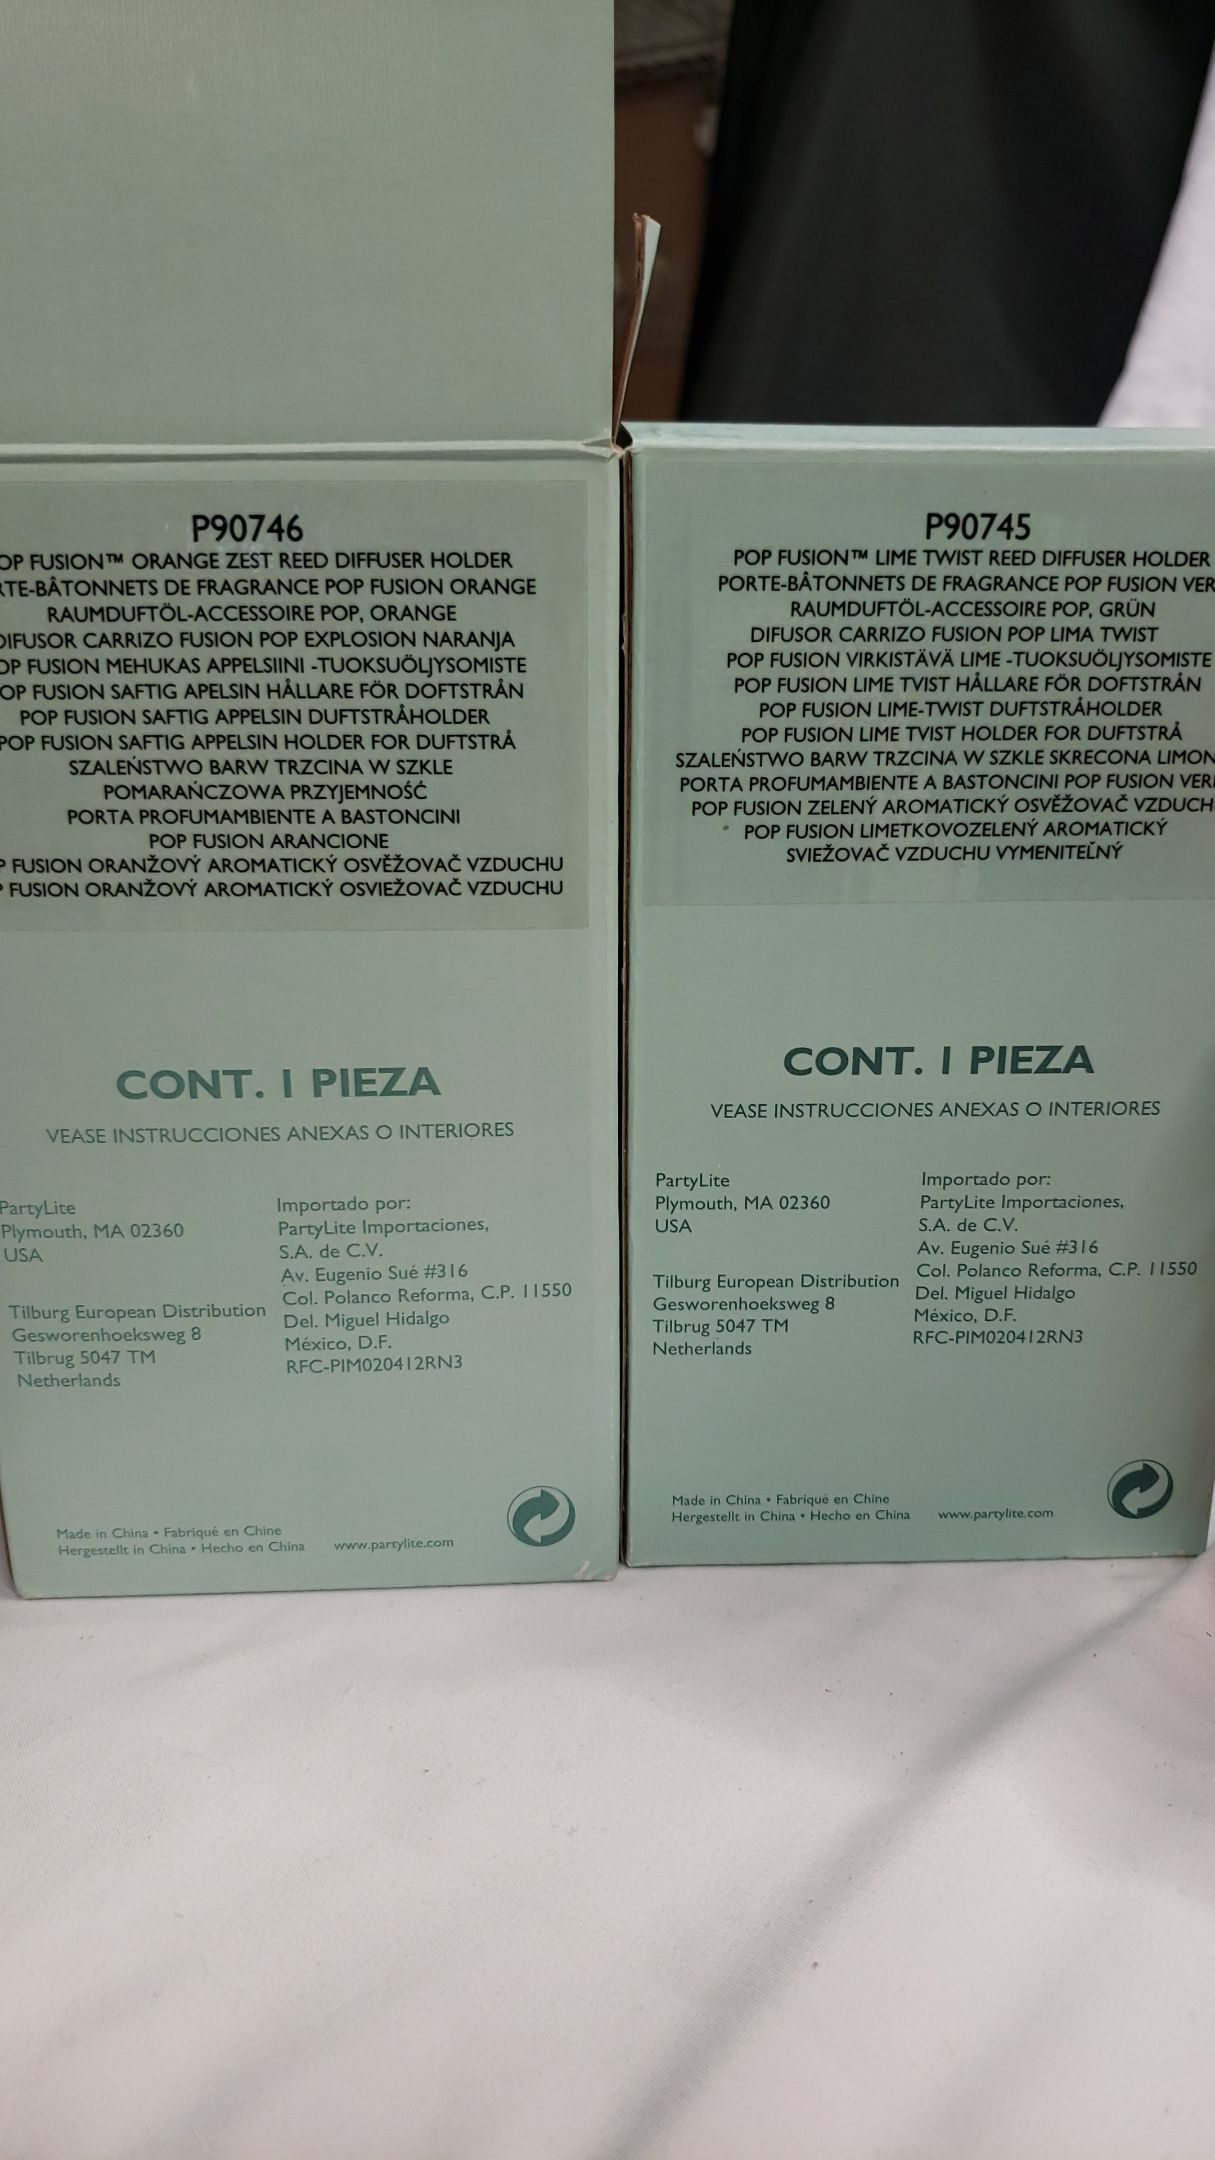 P90746
OP FUSION™ ORANGE ZEST REED DIFFUSER HOLDER
RTE-BÂTONNETS DE FRAGRANCE POP FUSION ORANGE
RAUMDUFTÖL-ACCESSOIRE POP, ORANGE
DIFUSOR CARRIZO FUSION POP EXPLOSION NARANJA
OP FUSION MEHUKAS APPELSIINI -TUOKSUÖLJYSOMISTE
OP FUSION SAFTIG APELSIN HÅLLARE FÖR DOFTSTRÅN
POP FUSION SAFTIG APPELSIN DUFTSTRÅHOLDER
POP FUSION SAFTIG APPELSIN HOLDER FOR DUFTSTRÅ
SZALEŃSTWO BARW TRZCINA W SZKLE
POMARAŃCZOWA PRZYJEMNOŚĆ
PORTA PROFUMAMBIENTE A BASTONCINI
POP FUSION ARANCIONE
P FUSION ORANŽOVÝ AROMATICKÝ OSVĚŽOVAČ VZDUCHU
P FUSION ORANŽOVÝ AROMATICKÝ OSVIEŽOVAČ VZDUCHU
CONT. 1 PIEZA
VEASE INSTRUCCIONES ANEXAS O INTERIORES
PartyLite
Plymouth, MA 02360
USA
Tilburg European Distribution
Gesworenhoeksweg 8
Tilbrug 5047 TM
Netherlands
Importado por:
PartyLite Importaciones,
S.A. de C.V.
Av. Eugenio Sué #316
Col. Polanco Reforma, C.P. 11550
Del. Miguel Hidalgo
México, D.F.
RFC-PIM020412RN3
Made in China • Fabriqué en Chine
Hergestellt in China • Hecho en China
www.partylite.com
P90745
POP FUSION™ LIME TWIST REED DIFFUSER HOLDER
PORTE-BÂTONNETS DE FRAGRANCE POP FUSION VER
RAUMDUFTÖL-ACCESSOIRE POP, GRÜN
DIFUSOR CARRIZO FUSION POP LIMA TWIST
POP FUSION VIRKISTÄVÄ LIME -TUOKSUÖLJYSOMISTE
POP FUSION LIME TVIST HÅLLARE FÖR DOFTSTRÅN
POP FUSION LIME-TWIST DUFTSTRÅHOLDER
POP FUSION LIME TVIST HOLDER FOR DUFTSTRÅ
SZALEŃSTWO BARW TRZCINA W SZKLE SKRECONA LIMON
PORTA PROFUMAMBIENTE A BASTONCINI POP FUSION VER
POP FUSION ZELENÝ AROMATICKÝ OSVĚŽOVAČ VZDUCH
POP FUSION LIMETKOVOZELENÝ AROMATICKÝ
SVIEŽOVAČ VZDUCHU VYMENITEĽNÝ
CONT. 1 PIEZA
VEASE INSTRUCCIONES ANEXAS O INTERIORES
PartyLite
Plymouth, MA 02360
USA
Tilburg European Distribution
Gesworenhoeksweg 8
Tilbrug 5047 TM
Netherlands
Importado por:
PartyLite Importaciones,
S.A. de C.V.
Av. Eugenio Sué #316
Col. Polanco Reforma, C.P. 11550
Del. Miguel Hidalgo
México, D.F.
RFC-PIM020412RN3
Made in China • Fabriqué en Chine
Hergestellt in China • Hecho en China
www.partylite.com